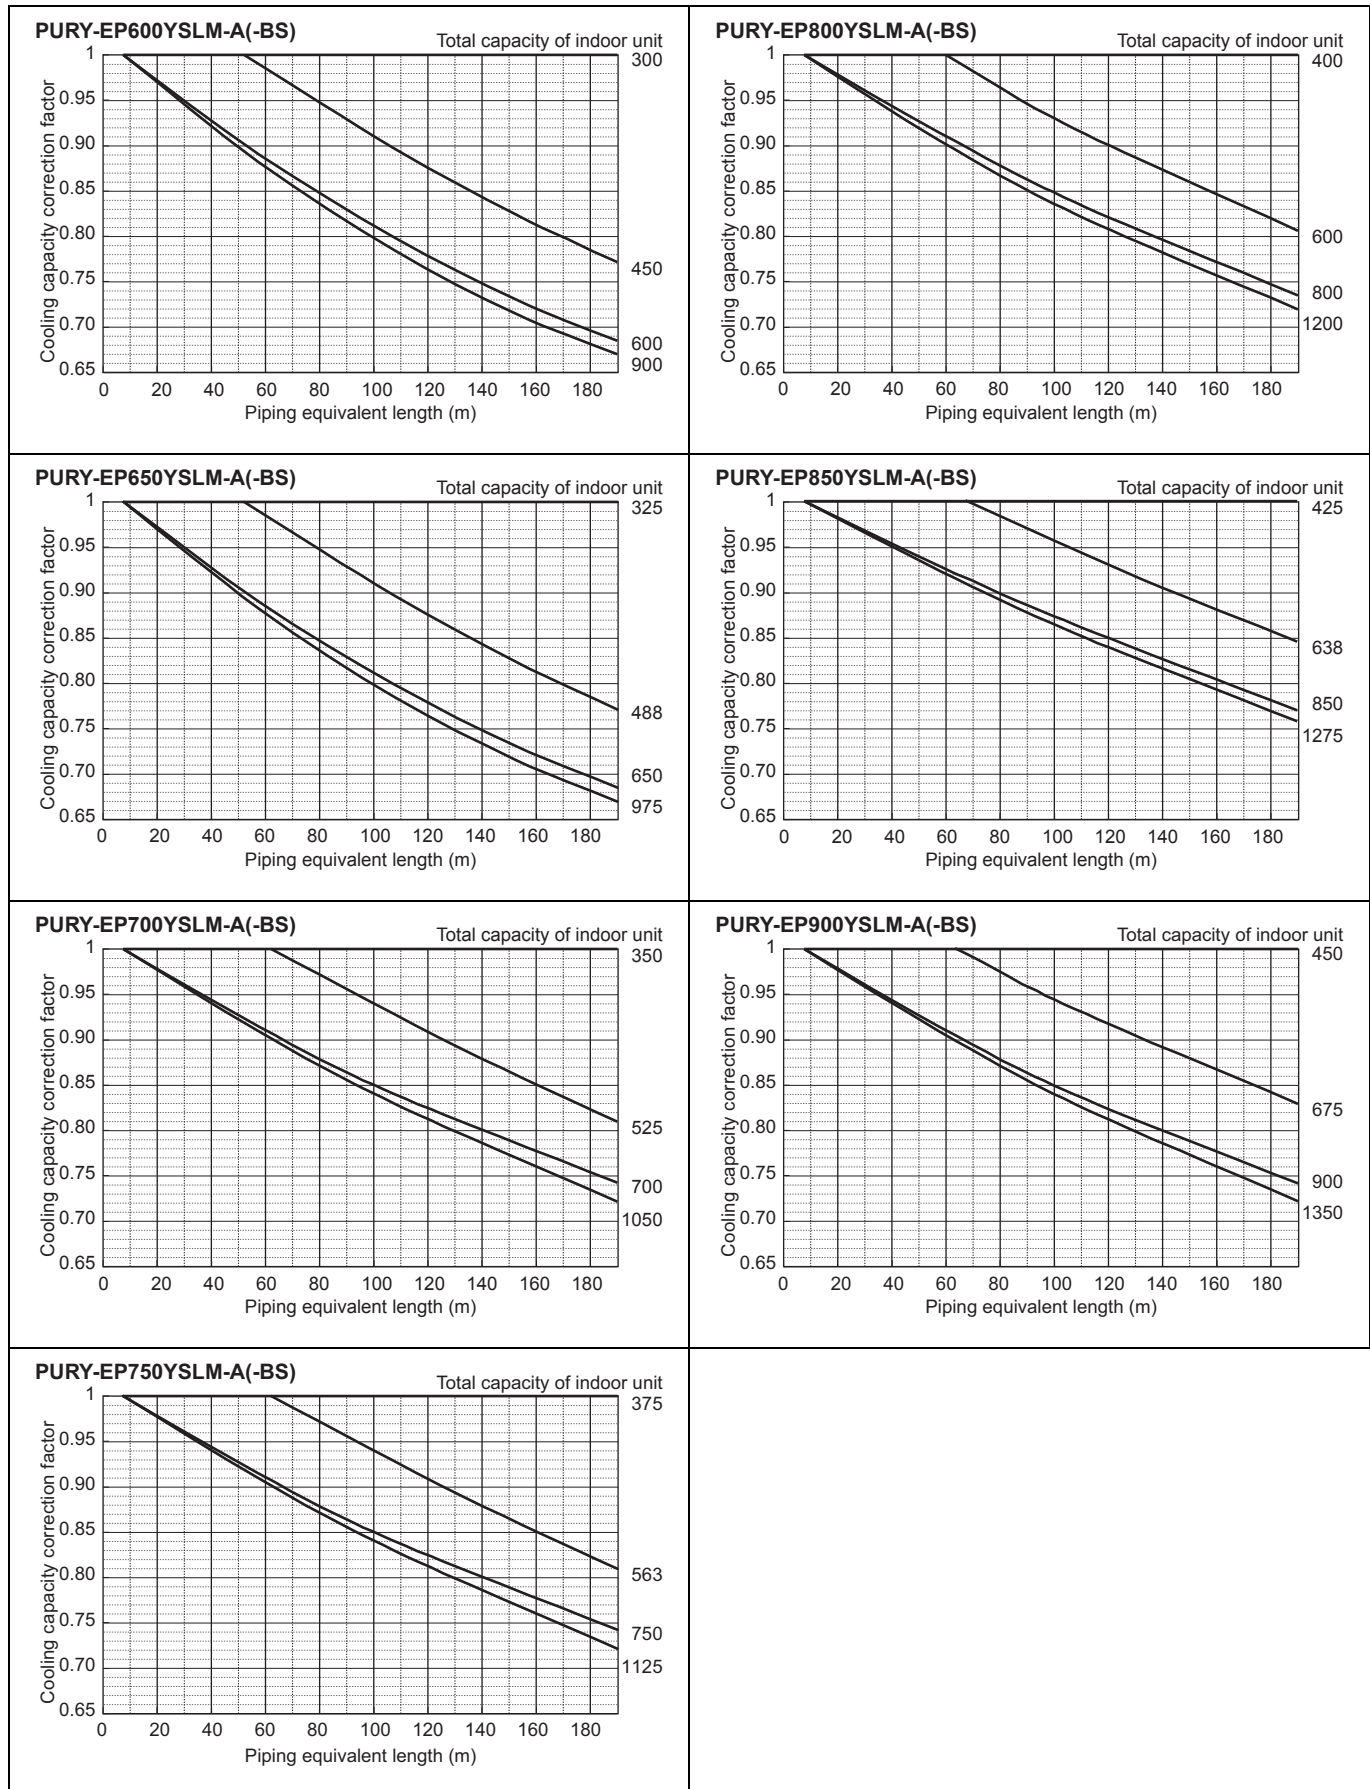 PURY-EP600YSLM-A(-BS)
Total capacity of indoor unit
Cooling capacity correction factor
1
0.95
0.90
0.85
0.80
0.75
0.70
0.65
300
450
600
900
0 20 40 60 80 100 120 140 160 180
Piping equivalent length (m)
PURY-EP800YSLM-A(-BS)
Total capacity of indoor unit
Cooling capacity correction factor
1
0.95
0.90
0.85
0.80
0.75
0.70
0.65
400
600
800
1200
0 20 40 60 80 100 120 140 160 180
Piping equivalent length (m)
PURY-EP650YSLM-A(-BS)
Total capacity of indoor unit
Cooling capacity correction factor
1
0.95
0.90
0.85
0.80
0.75
0.70
0.65
325
488
650
975
0 20 40 60 80 100 120 140 160 180
Piping equivalent length (m)
PURY-EP850YSLM-A(-BS)
Total capacity of indoor unit
Cooling capacity correction factor
1
0.95
0.90
0.85
0.80
0.75
0.70
0.65
425
638
850
1275
0 20 40 60 80 100 120 140 160 180
Piping equivalent length (m)
PURY-EP700YSLM-A(-BS)
Total capacity of indoor unit
Cooling capacity correction factor
1
0.95
0.90
0.85
0.80
0.75
0.70
0.65
350
525
700
1050
0 20 40 60 80 100 120 140 160 180
Piping equivalent length (m)
PURY-EP900YSLM-A(-BS)
Total capacity of indoor unit
Cooling capacity correction factor
1
0.95
0.90
0.85
0.80
0.75
0.70
0.65
450
675
900
1350
0 20 40 60 80 100 120 140 160 180
Piping equivalent length (m)
PURY-EP750YSLM-A(-BS)
Total capacity of indoor unit
Cooling capacity correction factor
1
0.95
0.90
0.85
0.80
0.75
0.70
0.65
375
563
750
1125
0 20 40 60 80 100 120 140 160 180
Piping equivalent length (m)